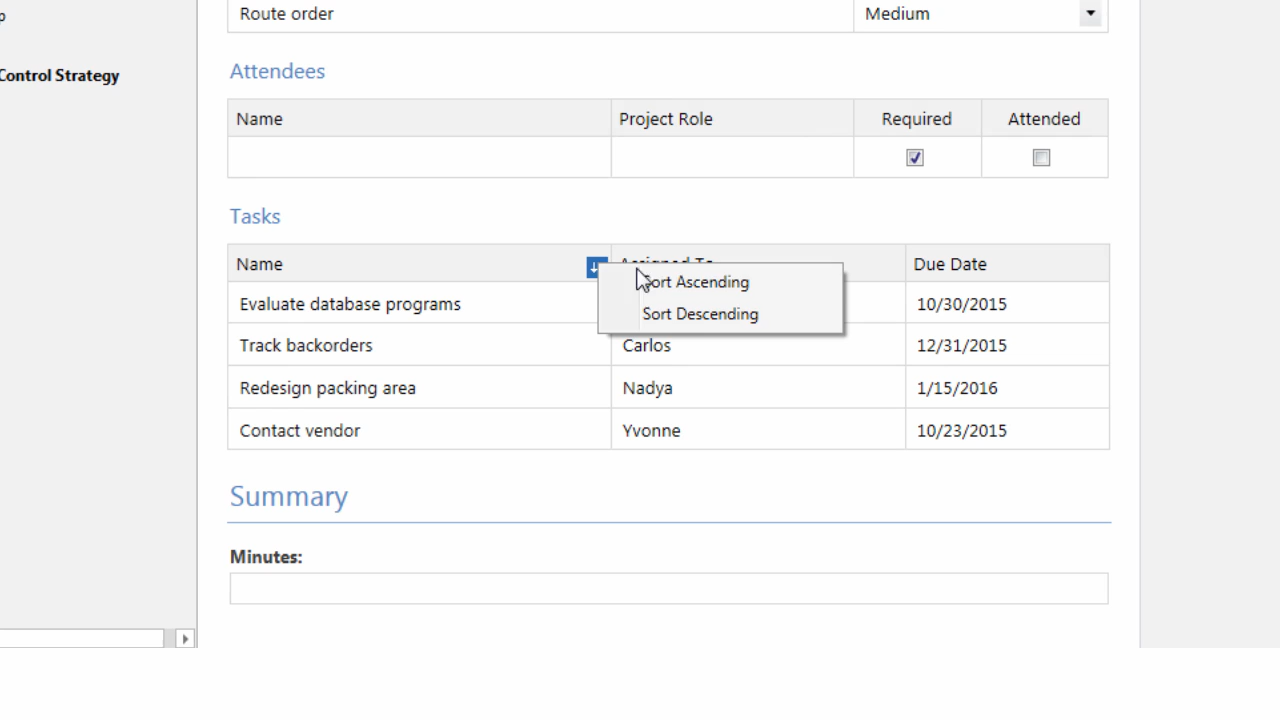 Route order Medium
Control Strategy
Attendees
Name Project Role Required Attended
Tasks
Name Due Date
Sort Ascending
Evaluate database programs 10/30/2015
Sort Descending
Track backorders Carlos 12/31/2015
Redesign packing area Nadya 1/15/2016
Contact vendor Yvonne 10/23/2015
Summary
Minutes: